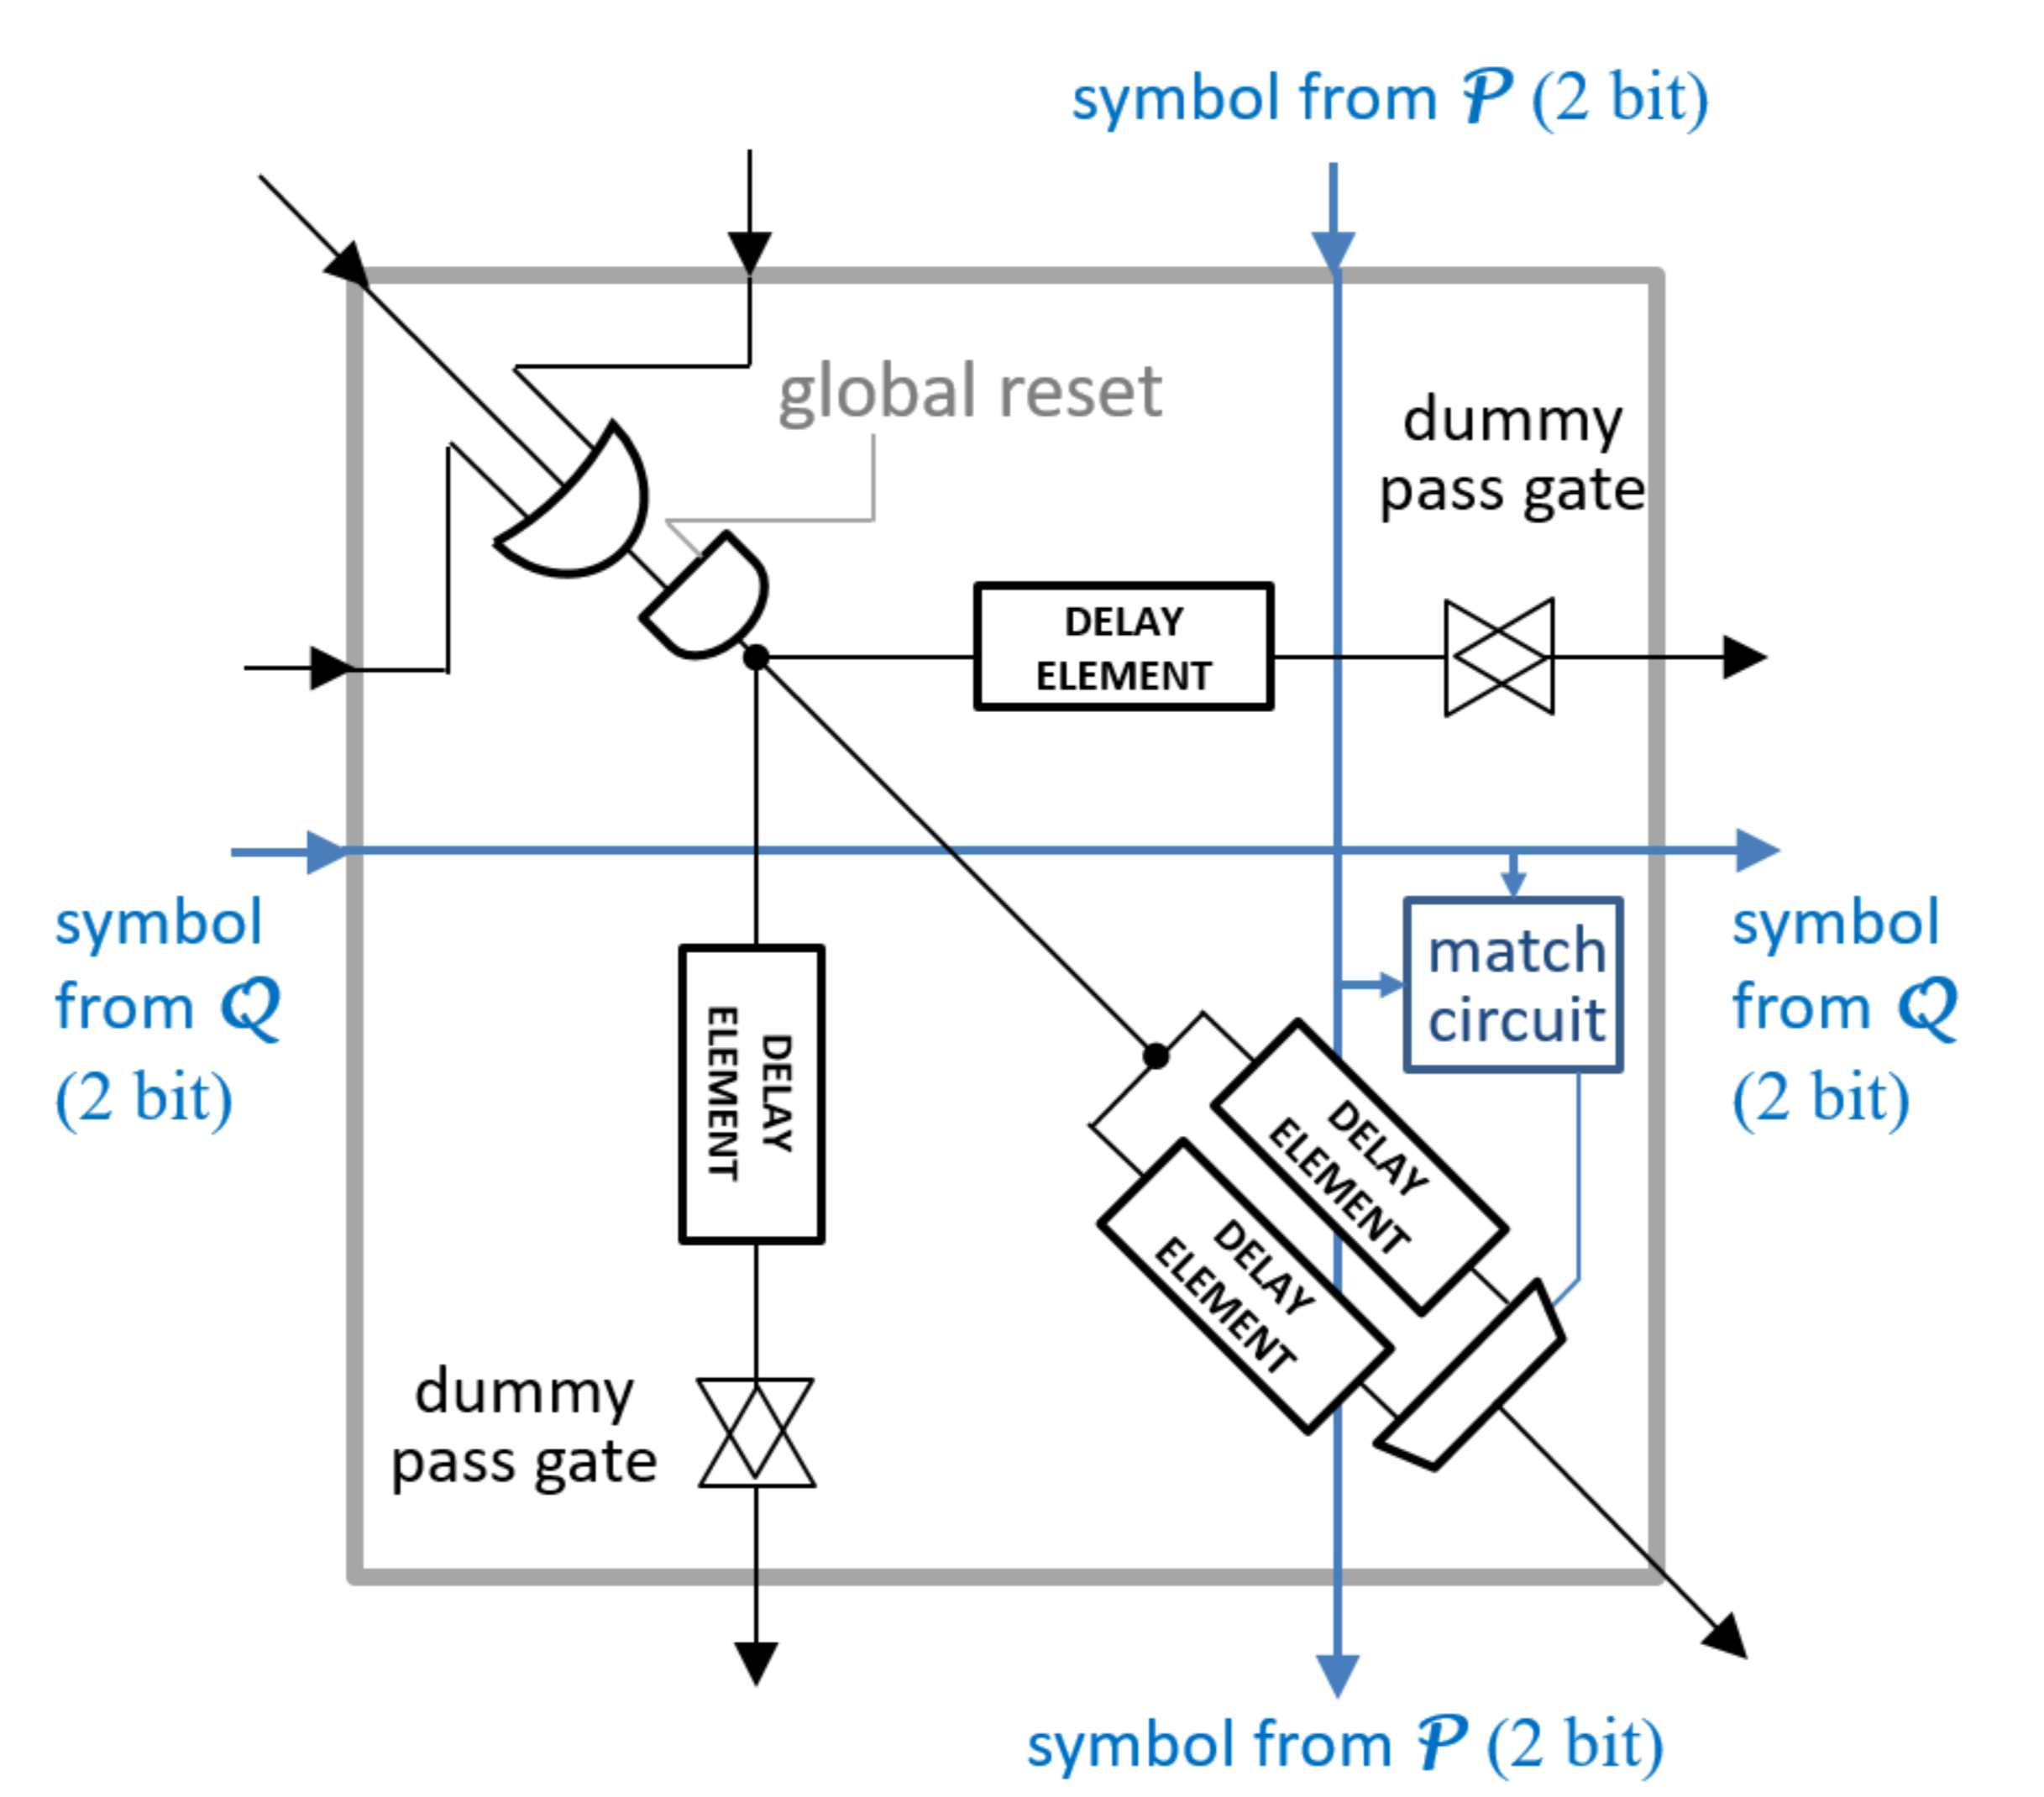 symbol from 𝒫 (2 bit)
global reset
dummy
pass gate
DELAY
ELEMENT
symbol
from 𝒬
(2 bit)
match
circuit
symbol
from 𝒬
(2 bit)
DELAY
ELEMENT
DELAY
ELEMENT
DELAY
ELEMENT
dummy
pass gate
symbol from 𝒫 (2 bit)